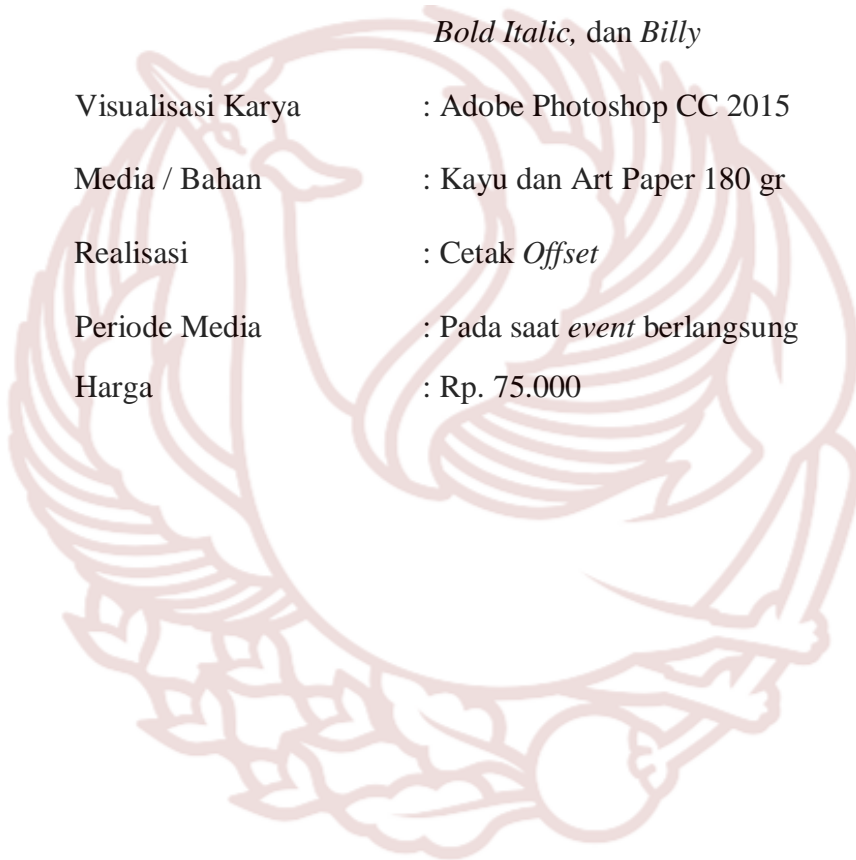 Bold Italic, dan Billy
Visualisasi Karya : Adobe Photoshop CC 2015
Media / Bahan : Kayu dan Art Paper 180 gr
Realisasi : Cetak Offset
Periode Media : Pada saat event berlangsung
Harga : Rp. 75.000